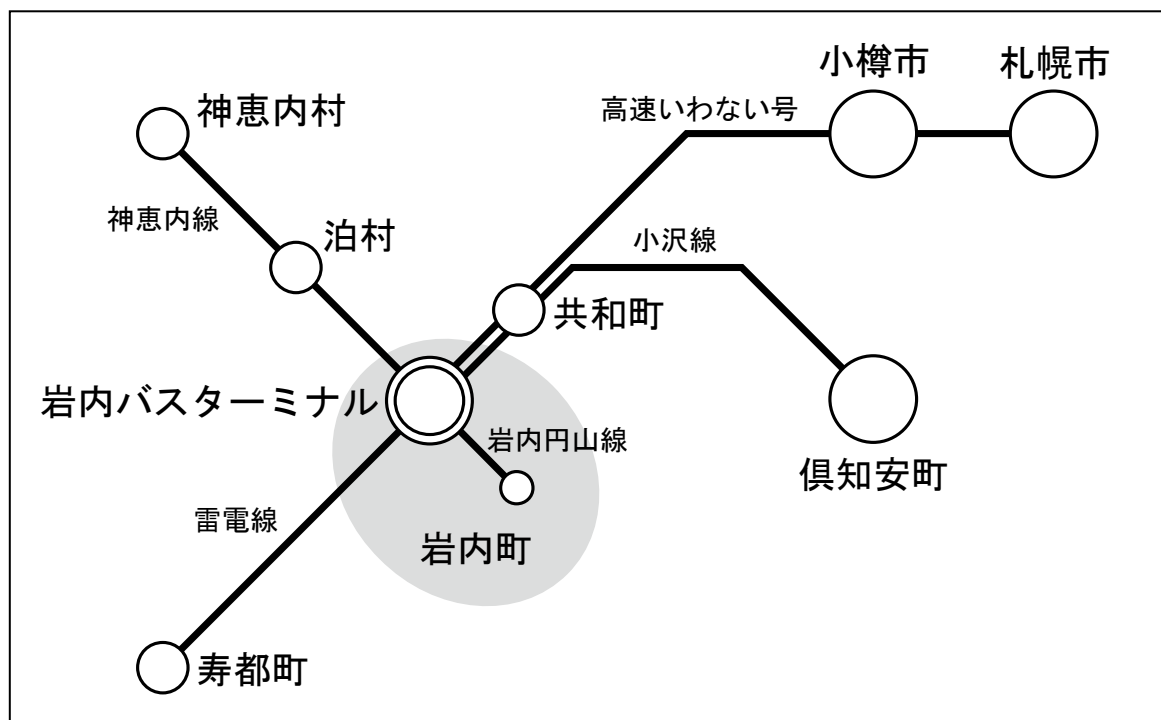 小樽市
札幌市
神恵内村
高速いわない号
神恵内線
泊村
小沢線
共和町
岩内バスターミナル
岩内円山線
倶知安町
雷電線
岩内町
寿都町